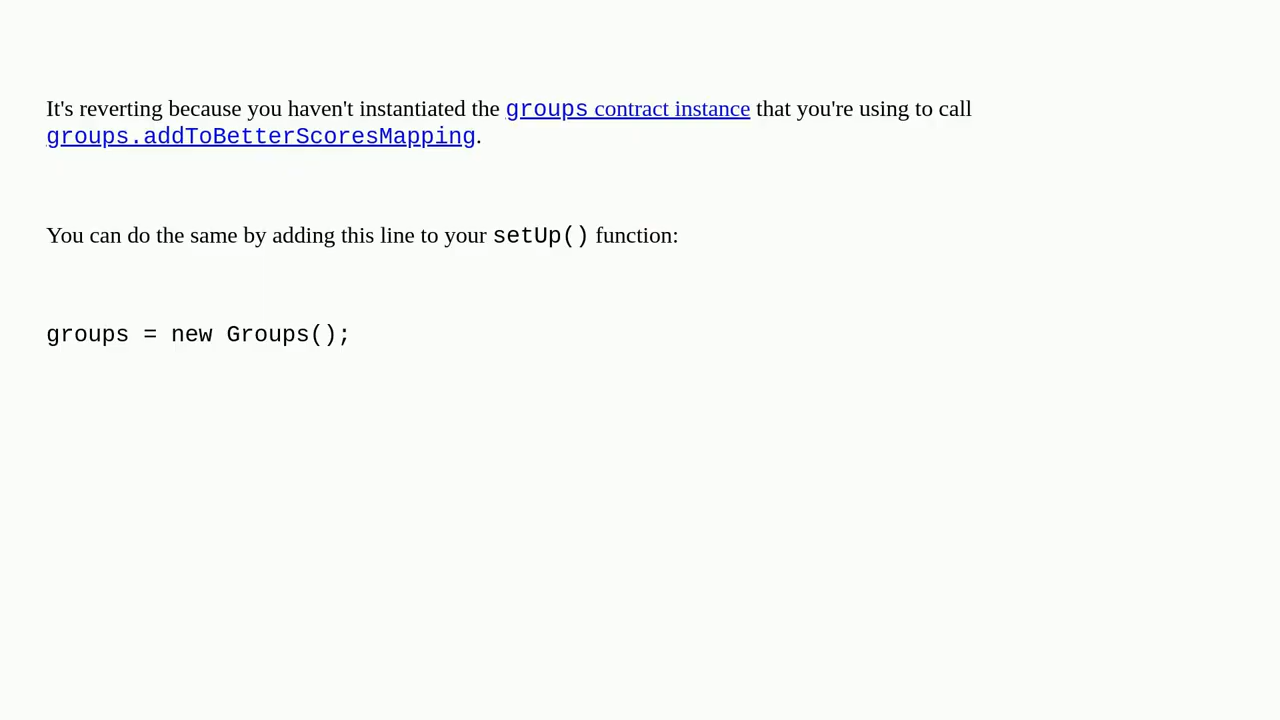 It's reverting because you haven't instantiated the groups contract instance that you're using to call
groups.addToBetterScoresMapping.
You can do the same by adding this line to your setUp() function:
groups = new Groups();